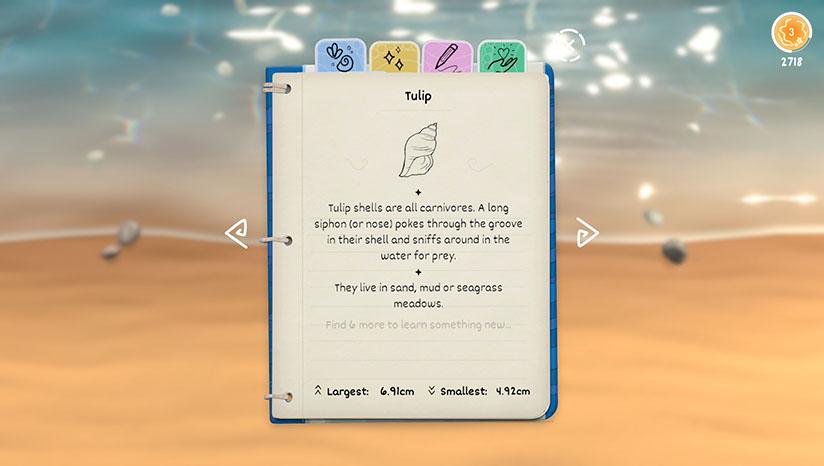 3
2718
Tulip
Tulip shells are all carnivores. A long
siphon (or nose) pokes through the groove
in their shell and sniffs around in the
water for prey.
They live in sand, mud or seagrass
meadows.
Find 6 more to learn something new...
Largest: 6.91cm Smallest: 4.92cm